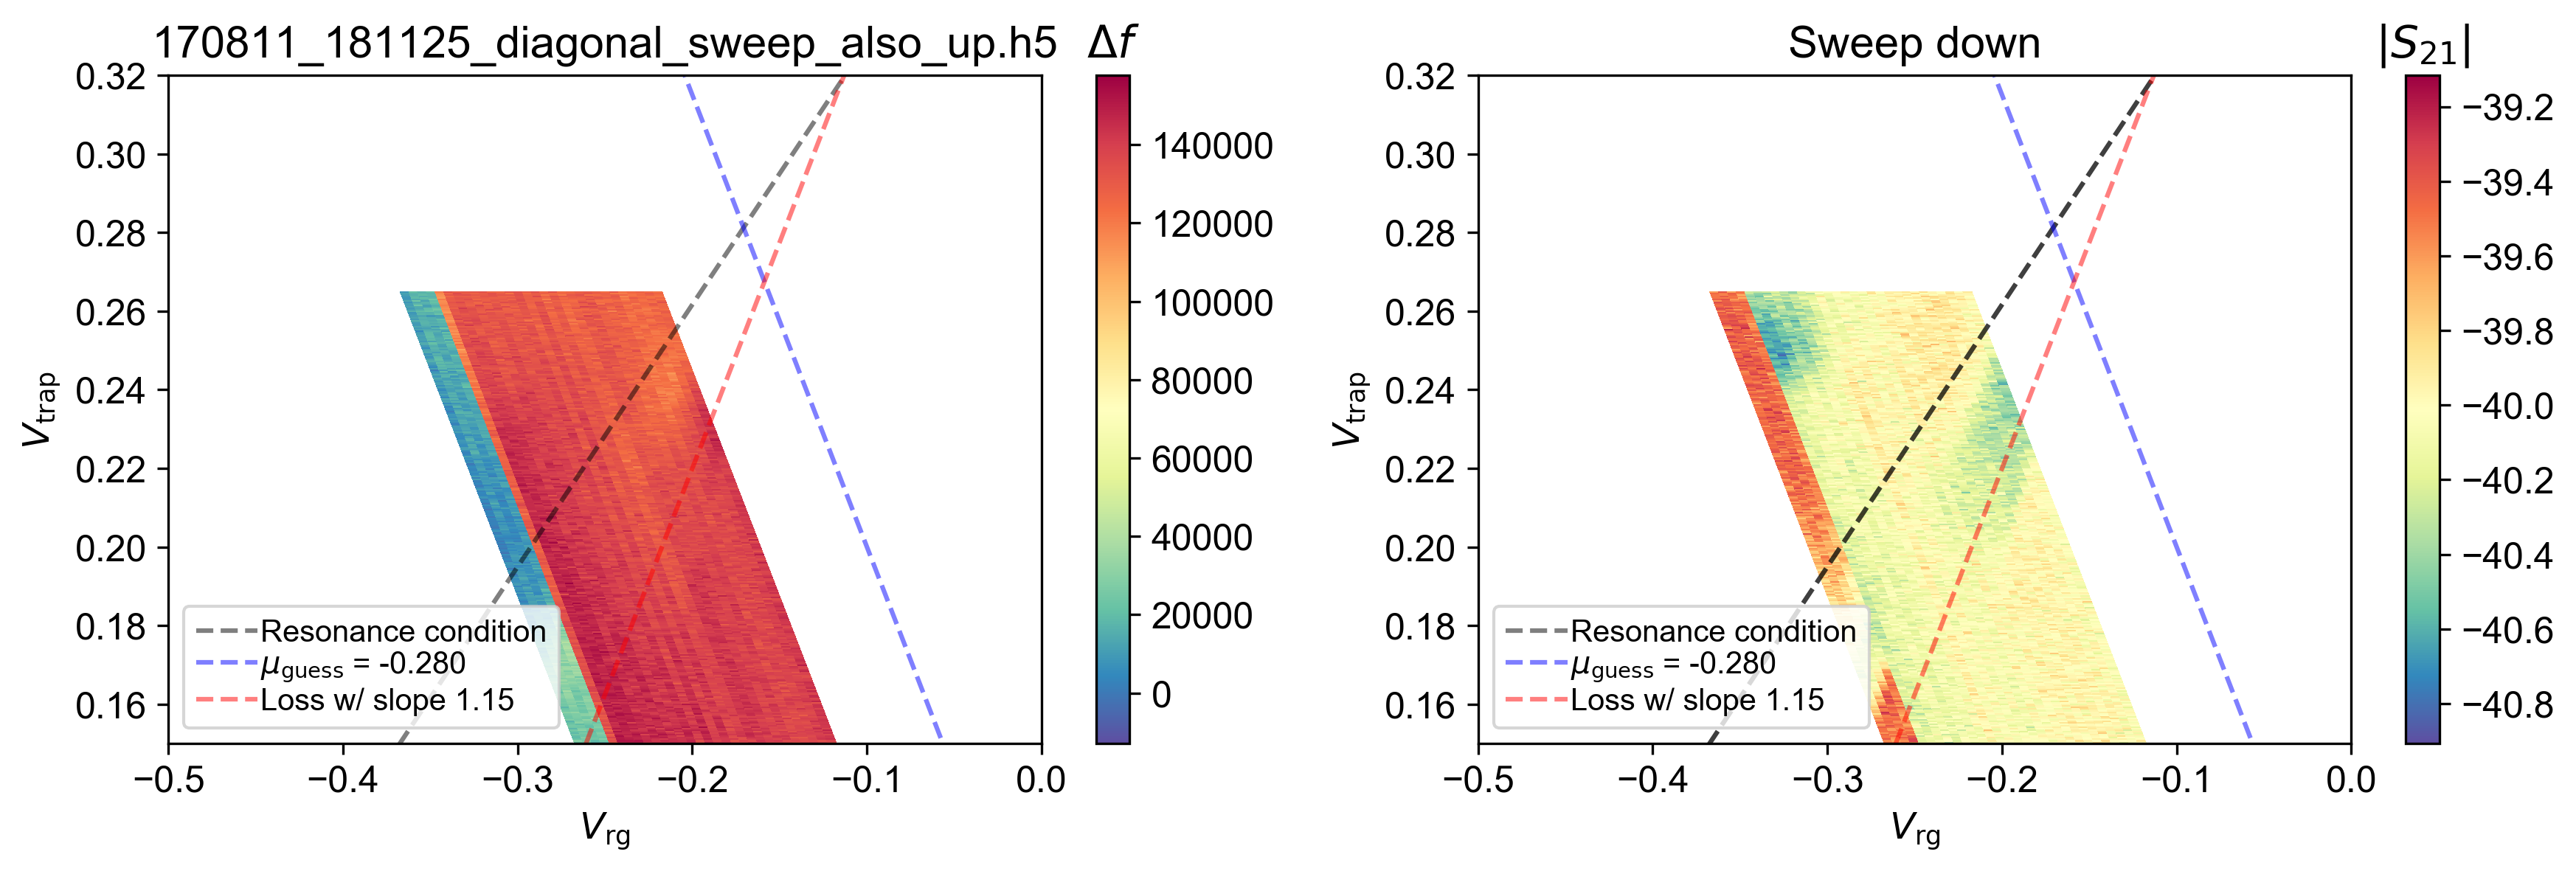 170811_181125_diagonal_sweep_also_up.h5
Δf
0.32
0.30
0.28
0.26
0.24
0.22
0.20
0.18
0.16
V_trap
Resonance condition
μ_guess = -0.280
Loss w/ slope 1.15
−0.5 −0.4 −0.3 −0.2 −0.1 0.0
V_rg
140000
120000
100000
80000
60000
40000
20000
0
Sweep down
|S_21|
0.32
0.30
0.28
0.26
0.24
0.22
0.20
0.18
0.16
V_trap
Resonance condition
μ_guess = -0.280
Loss w/ slope 1.15
−0.5 −0.4 −0.3 −0.2 −0.1 0.0
V_rg
−39.2
−39.4
−39.6
−39.8
−40.0
−40.2
−40.4
−40.6
−40.8